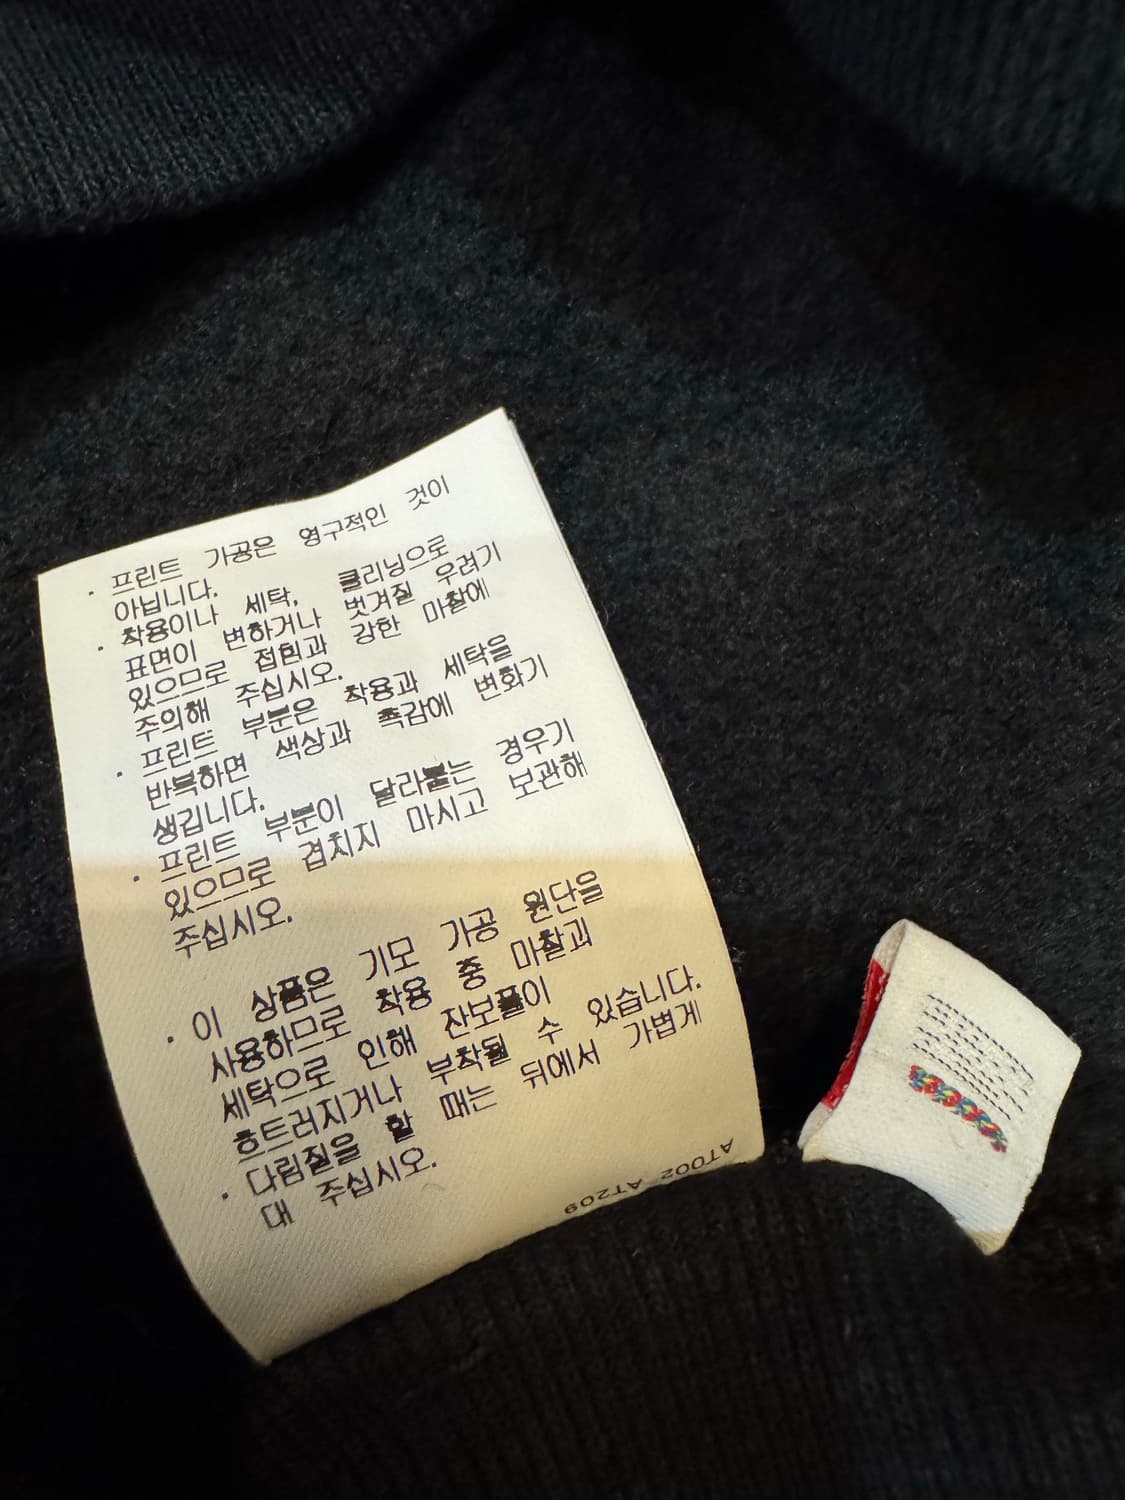 · 프린트 가공은 영구적인 것이
아닙니다.
· 착용이나 세탁, 클리닝으로
표면이 변하거나 벗겨질 우려가
있으므로 접힘과 강한 마찰에
주의해 주십시오.
· 프린트 부분은 착용과 세탁을
반복하면 색상과 촉감에 변화가
생깁니다.
· 프린트 부분이 달라붙는 경우가
있으므로 겹치지 마시고 보관해
주십시오.
· 이 상품은 기모 가공 원단을
사용하므로 착용 중 마찰과
세탁으로 인해 잔보풀이
흐트러지거나 부착될 수 있습니다.
· 다림질을 할 때는 뒤에서 가볍게
대 주십시오.
AT002 AT209